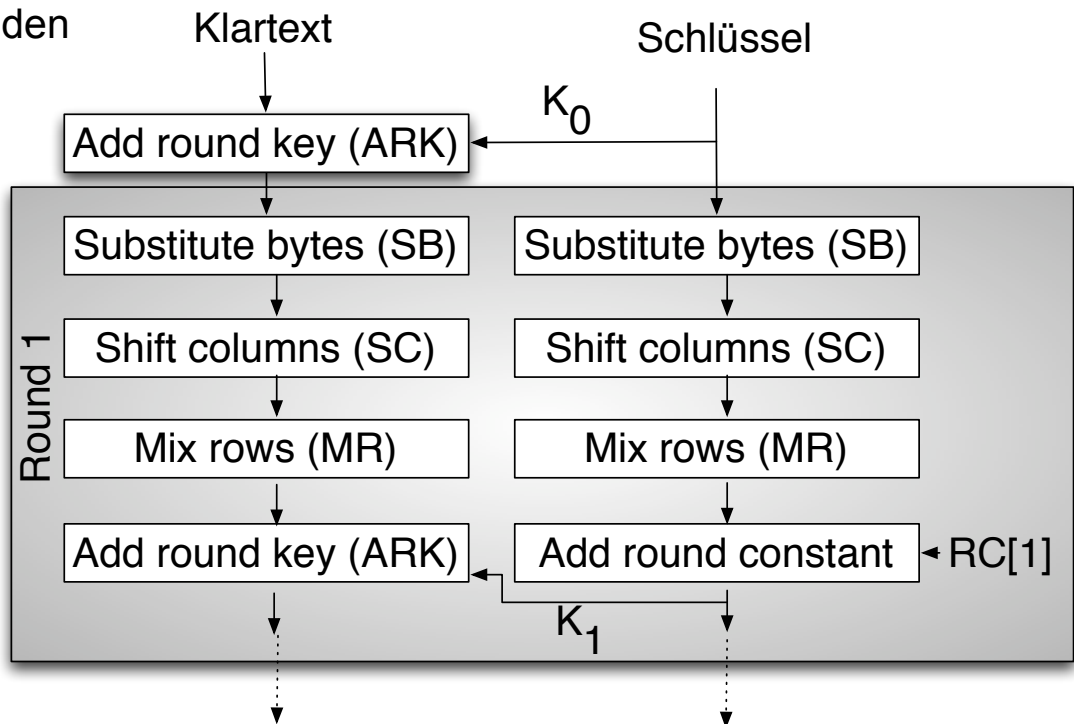 den
Klartext
Schlüssel
K0
Add round key (ARK)
Round 1
Substitute bytes (SB)
Substitute bytes (SB)
Shift columns (SC)
Shift columns (SC)
Mix rows (MR)
Mix rows (MR)
Add round key (ARK)
Add round constant
RC[1]
K1